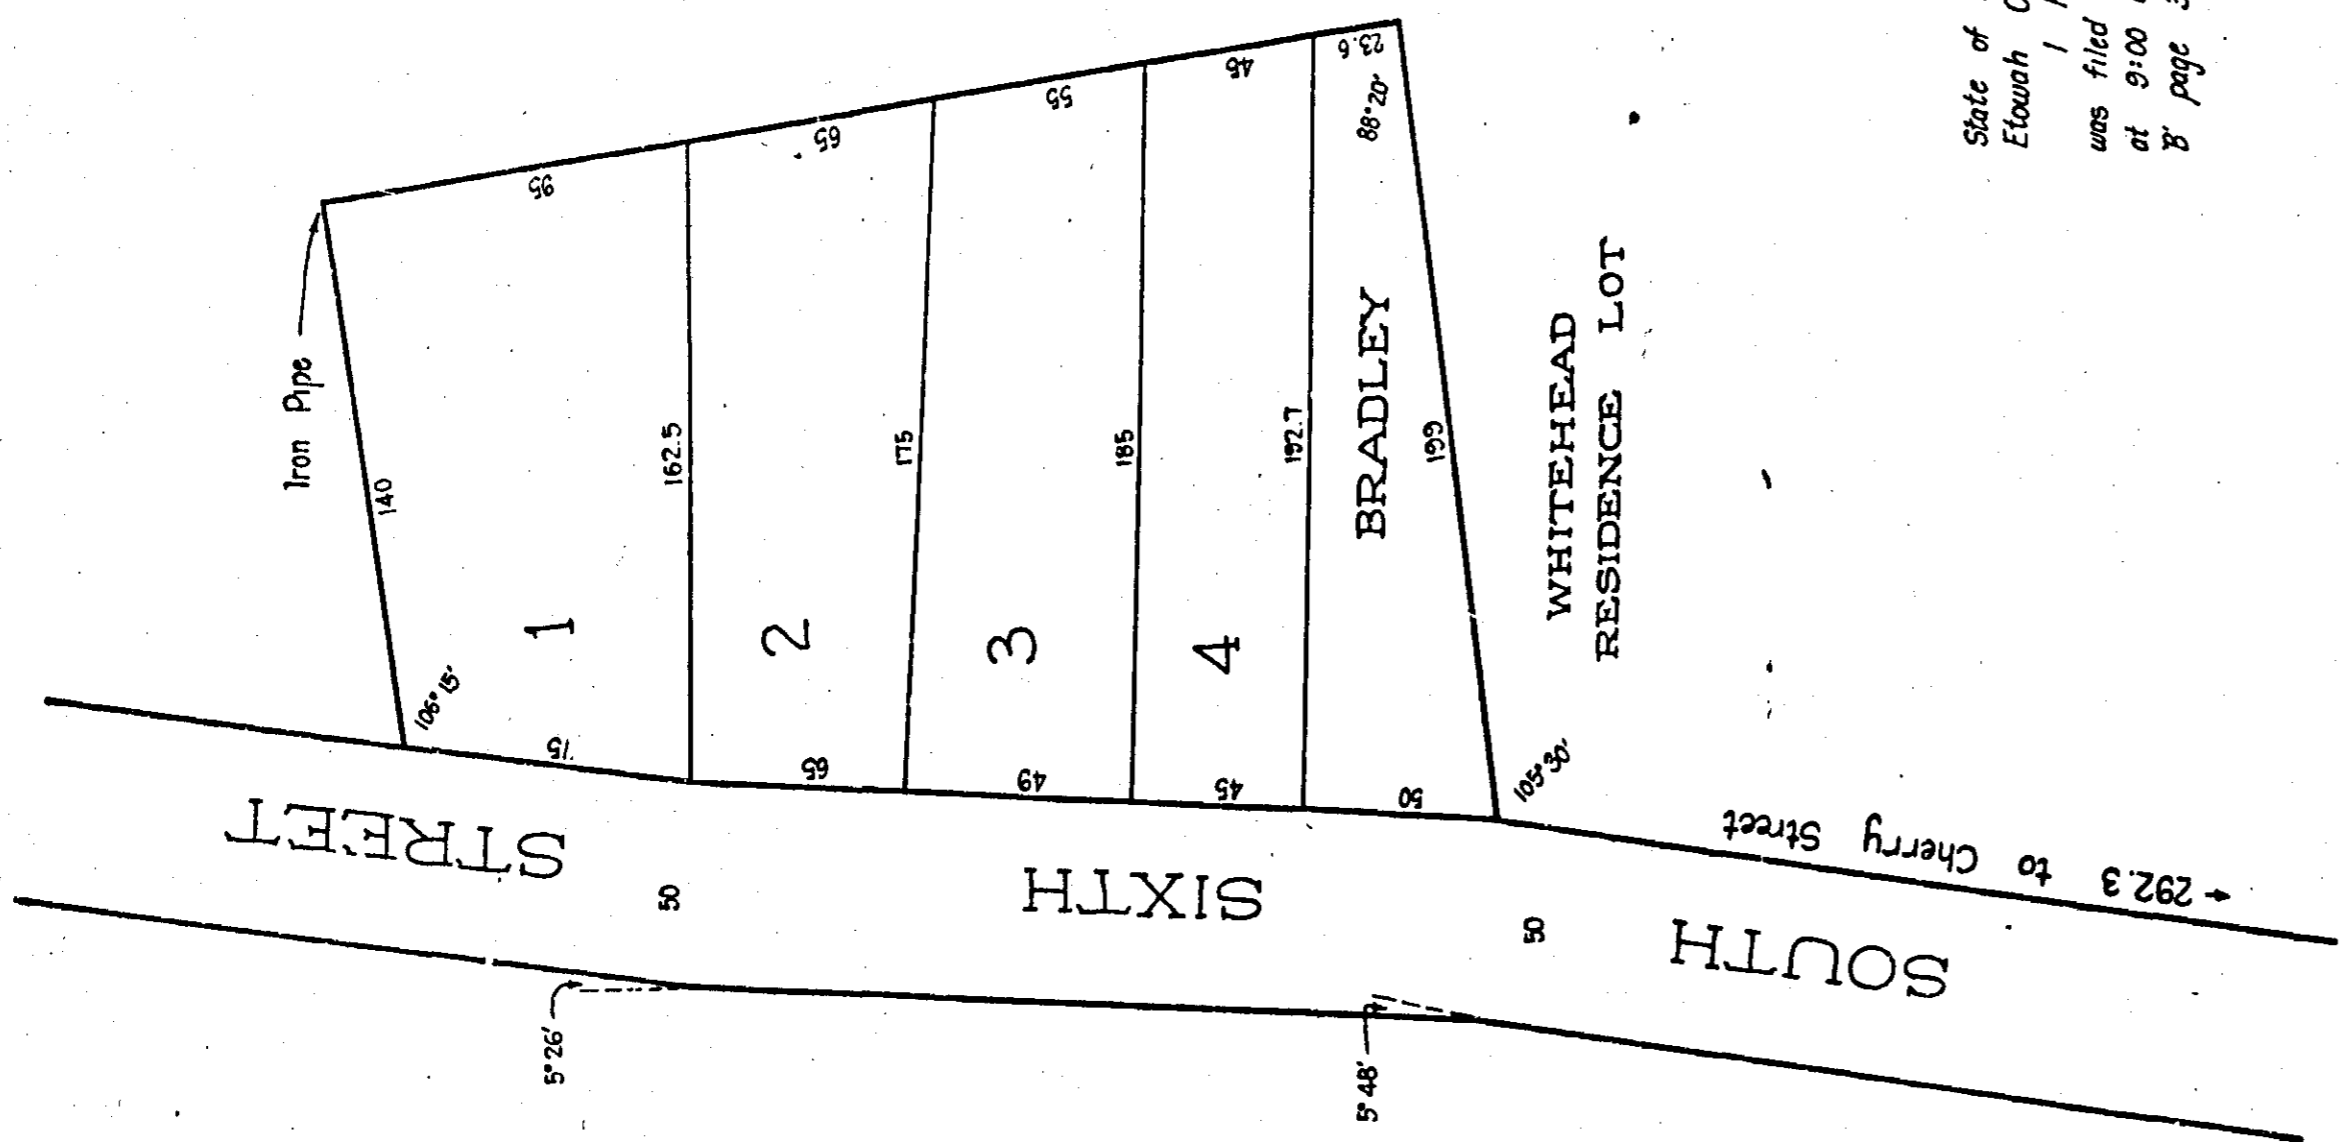 Iron Pipe
140
106° 15'
1
75
95
162.5
2
65
65
175
3
49
55
185
4
45
45
192.7
BRADLEY
50
23.6
88° 20'
199
105° 30'
WHITEHEAD
RESIDENCE LOT
SOUTH SIXTH STREET
50
50
← 292.3 to Cherry Street
5° 26'
5° 48'
State of
Etowah
I
was filed
at 9:00
'B' page